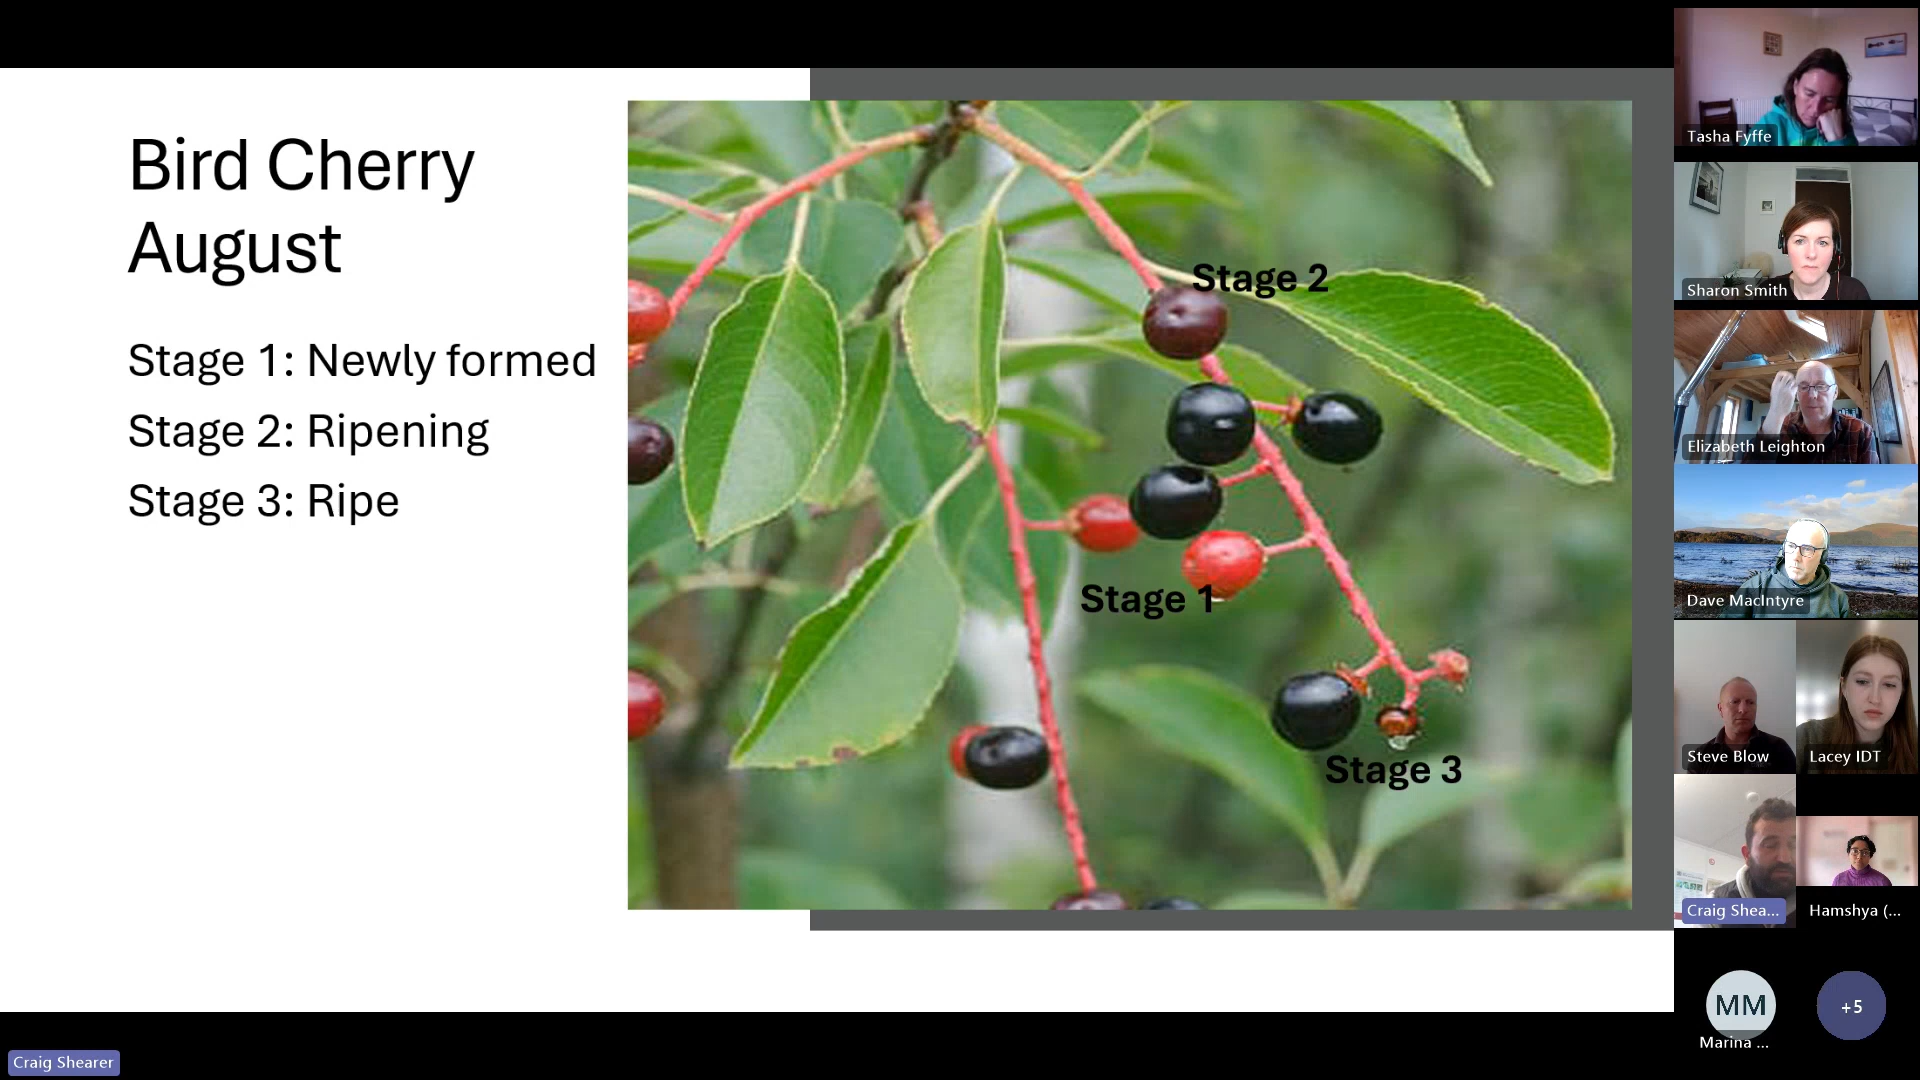 Bird Cherry
August
Stage 1: Newly formed
Stage 2: Ripening
Stage 3: Ripe
Stage 2
Stage 1
Stage 3
Tasha Fyffe
Sharon Smith
Elizabeth Leighton
Dave MacIntyre
Steve Blow
Lacey IDT
Craig Shea...
Hamshya (...
MM
Marina ...
+5
Craig Shearer